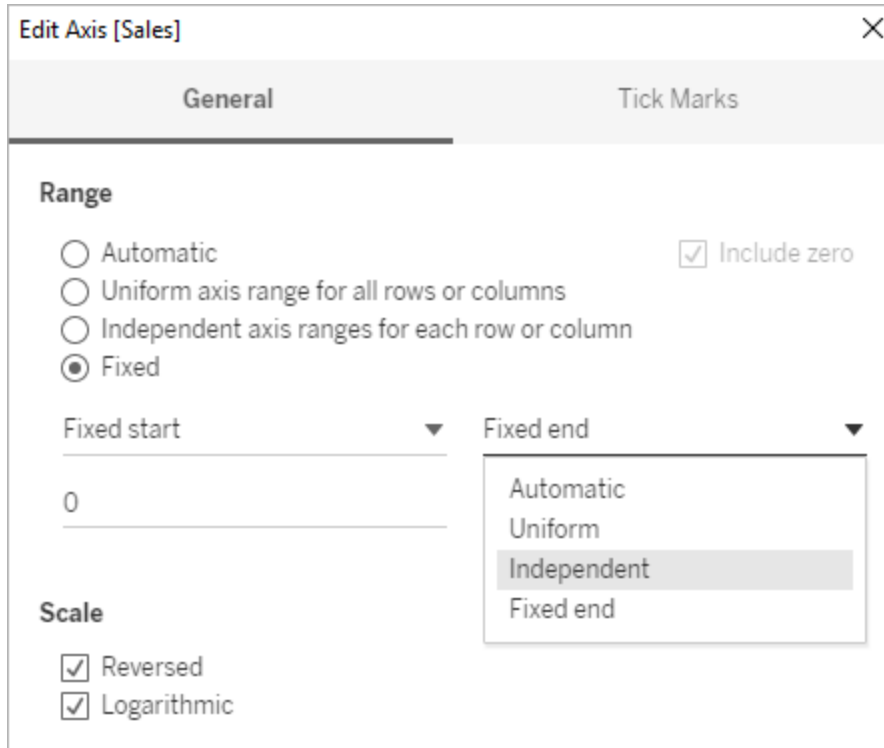 Edit Axis [Sales]
General Tick Marks
Range
Automatic Include zero
Uniform axis range for all rows or columns
Independent axis ranges for each row or column
Fixed
Fixed start Fixed end
0
Automatic
Uniform
Independent
Fixed end
Scale
Reversed
Logarithmic